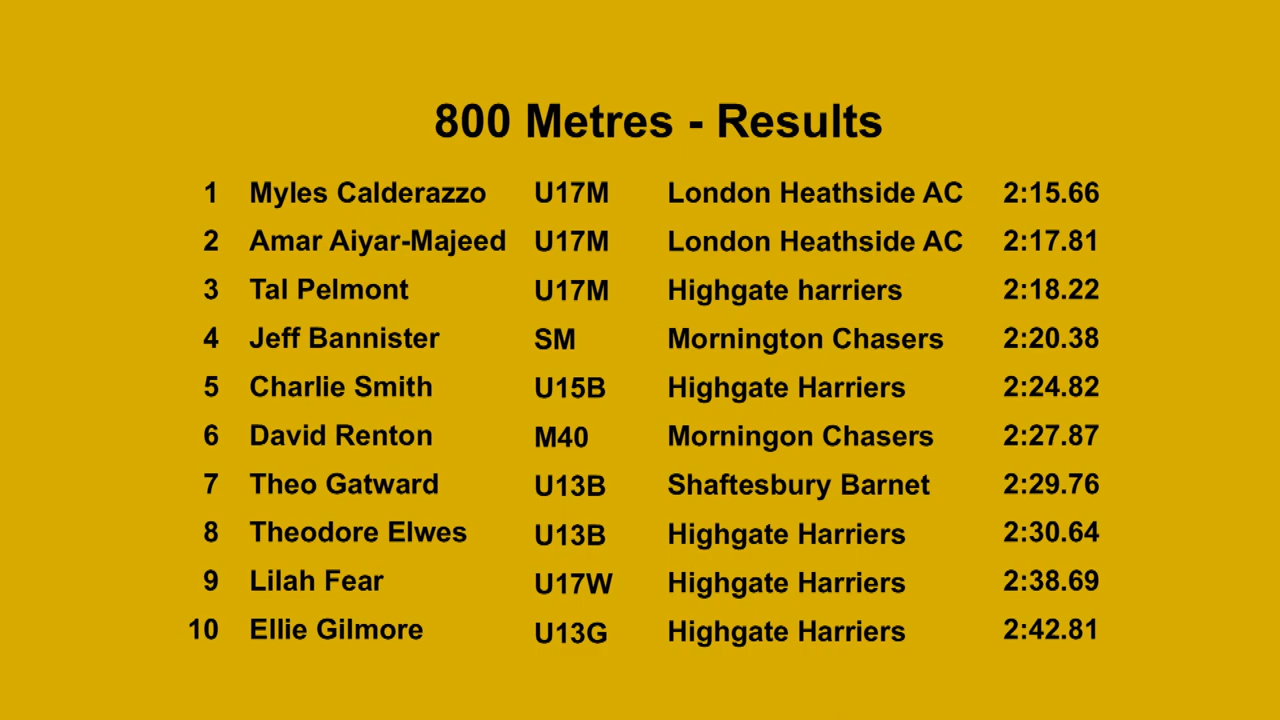 800 Metres - Results
1 Myles Calderazzo U17M London Heathside AC 2:15.66
2 Amar Aiyar-Majeed U17M London Heathside AC 2:17.81
3 Tal Pelmont U17M Highgate harriers 2:18.22
4 Jeff Bannister SM Mornington Chasers 2:20.38
5 Charlie Smith U15B Highgate Harriers 2:24.82
6 David Renton M40 Morningon Chasers 2:27.87
7 Theo Gatward U13B Shaftesbury Barnet 2:29.76
8 Theodore Elwes U13B Highgate Harriers 2:30.64
9 Lilah Fear U17W Highgate Harriers 2:38.69
10 Ellie Gilmore U13G Highgate Harriers 2:42.81